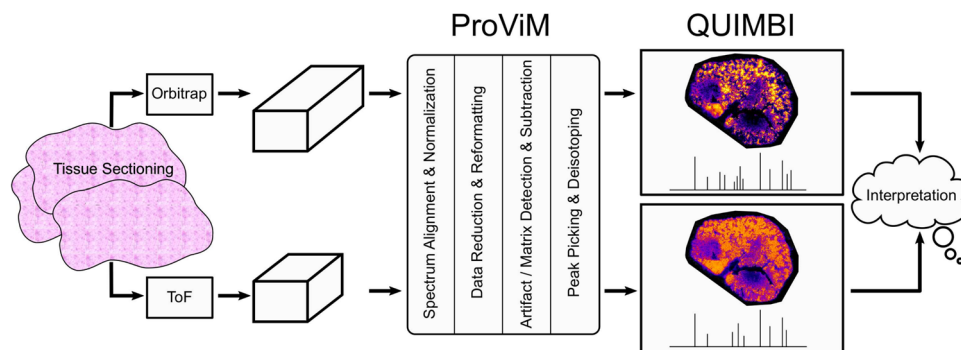 ProViM
QUIMBI
Orbitrap
Tissue Sectioning
ToF
Spectrum Alignment & Normalization
Data Reduction & Reformatting
Artifact / Matrix Detection & Subtraction
Peak Picking & Deisotoping
Interpretation